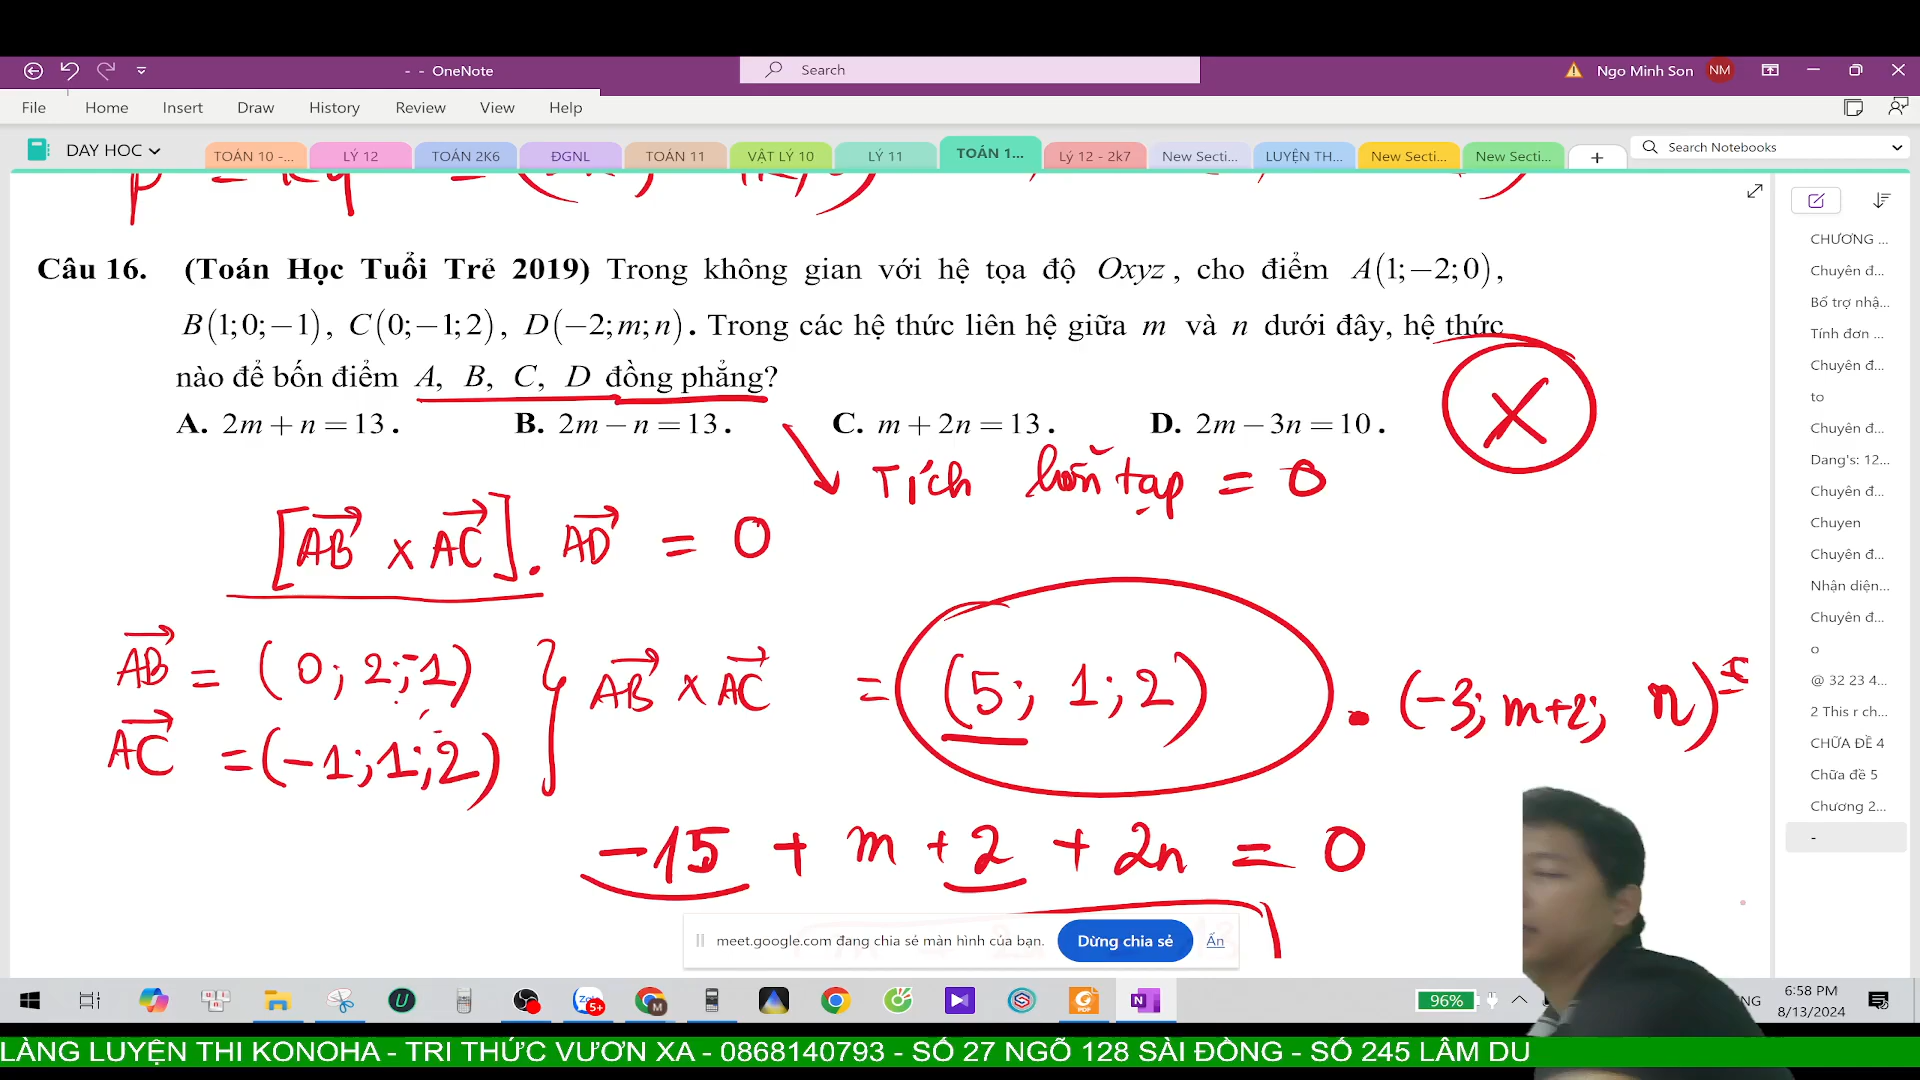 - - OneNote
Search
Ngo Minh Son NM
File Home Insert Draw History Review View Help
DAY HOC TOÁN 10 -... LÝ 12 TOÁN 2K6 ĐGNL TOÁN 11 VẬT LÝ 10 LÝ 11 TOÁN 1... Lý 12 - 2k7 New Secti... LUYỆN TH... New Secti... New Secti... + Search Notebooks
Câu 16. (Toán Học Tuổi Trẻ 2019) Trong không gian với hệ tọa độ Oxyz, cho điểm A(1;−2;0),
B(1;0;−1), C(0;−1;2), D(−2;m;n). Trong các hệ thức liên hệ giữa m và n dưới đây, hệ thức
nào để bốn điểm A, B, C, D đồng phẳng?
A. 2m+n=13. B. 2m−n=13. C. m+2n=13. D. 2m−3n=10.
X
Tích hỗn tạp = 0
[AB x AC] . AD = 0
AB = (0; 2; -1)
AC = (-1; 1; 2)
AB x AC = (5; 1; 2) . (-3; m+2; n) =
-15 + m + 2 + 2n = 0
meet.google.com đang chia sẻ màn hình của bạn. Dừng chia sẻ Ẩn
CHƯƠNG ...
Chuyên đ...
Bổ trợ nhậ...
Tính đơn ...
Chuyên đ...
to
Chuyên đ...
Dang's: 12...
Chuyên đ...
Chuyen
Chuyên đ...
Nhận diện...
Chuyên đ...
o
@ 32 23 4...
2 This r ch...
CHỮA ĐỀ 4
Chữa đề 5
Chương 2...
-
96%
NG
6:58 PM
8/13/2024
LÀNG LUYỆN THI KONOHA - TRI THỨC VƯƠN XA - 0868140793 - SỐ 27 NGÕ 128 SÀI ĐỒNG - SỐ 245 LÂM DU